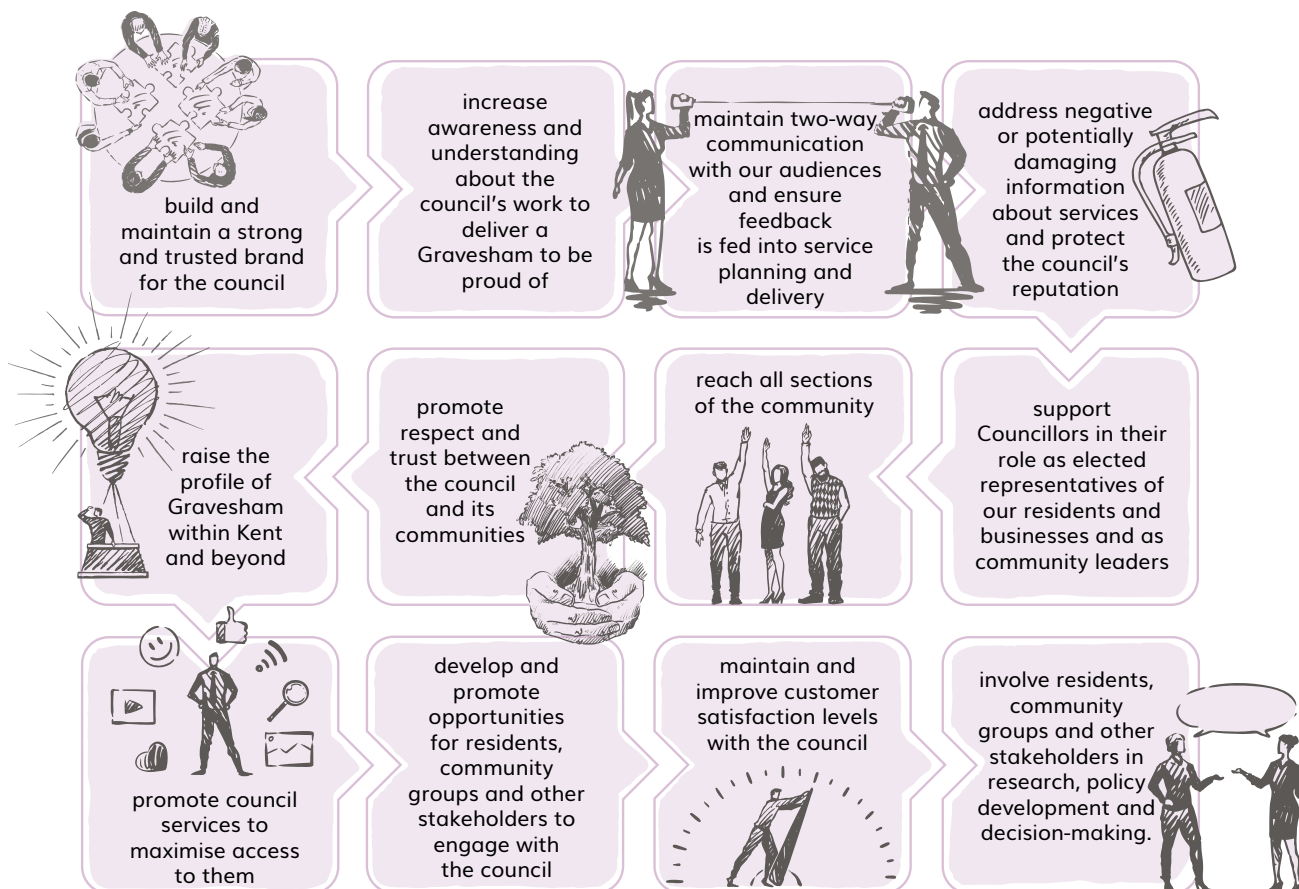 build and
maintain a strong
and trusted brand
for the council
increase
awareness and
understanding
about the
council's work to
deliver a
Gravesham to be
proud of
maintain two-way
communication
with our audiences
and ensure
feedback
is fed into service
planning and
delivery
address negative
or potentially
damaging
information
about services
and protect
the council's
reputation
support
Councillors in their
role as elected
representatives of
our residents and
businesses and as
community leaders
reach all sections
of the community
promote
respect and
trust between
the council
and its
communities
raise the
profile of
Gravesham
within Kent
and beyond
promote council
services to
maximise access
to them
develop and
promote
opportunities
for residents,
community
groups and other
stakeholders to
engage with
the council
maintain and
improve customer
satisfaction levels
with the council
involve residents,
community
groups and other
stakeholders in
research, policy
development and
decision-making.